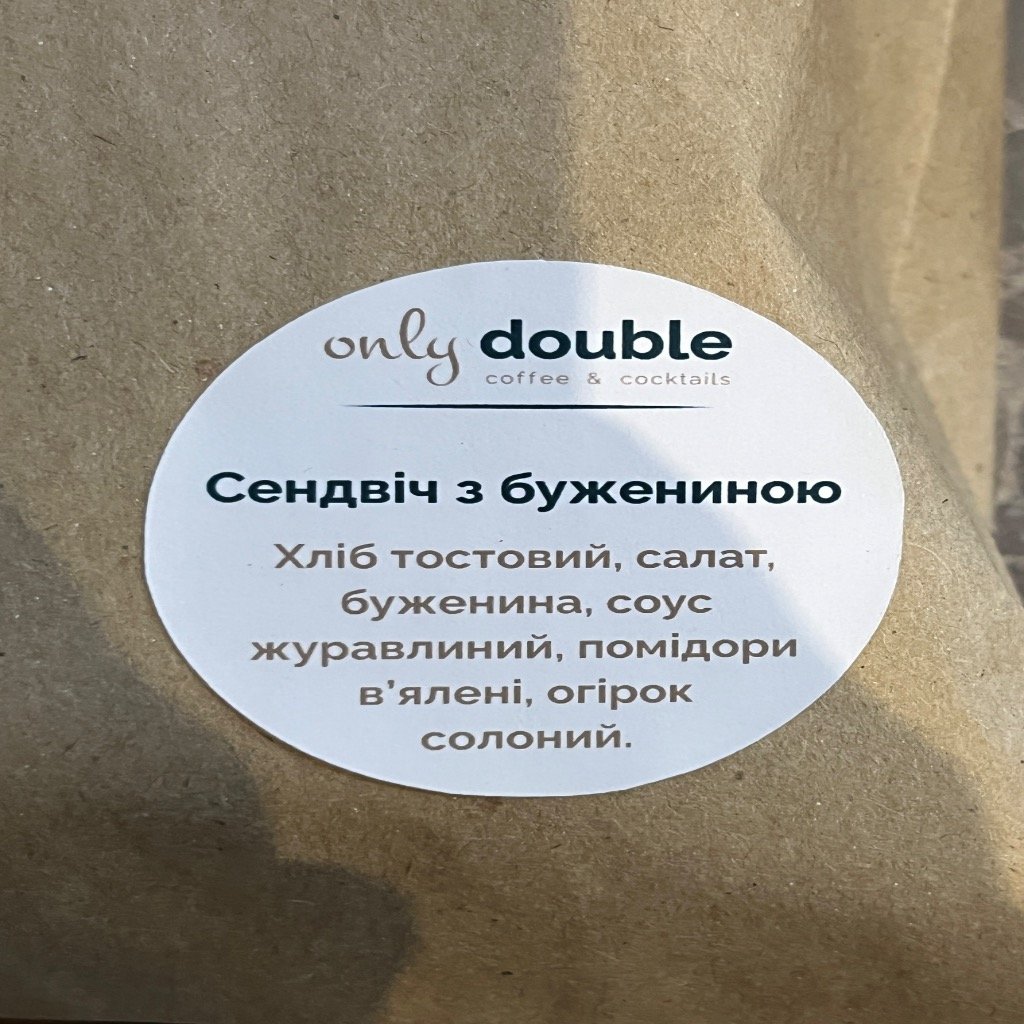 only double
coffee & cocktails
Сендвіч з бужениною
Хліб тостовий, салат,
буженина, соус
журавлиний, помідори
в'ялені, огірок
солоний.